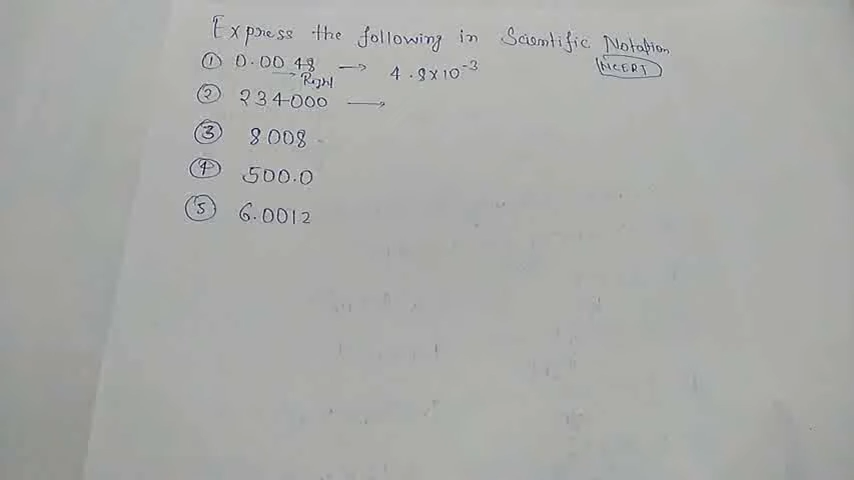 Express the following in Scientific Notation
① 0.0048 → 4.8×10⁻³ NCERT
Right
② 234000 →
③ 8008
④ 500.0
⑤ 6.0012